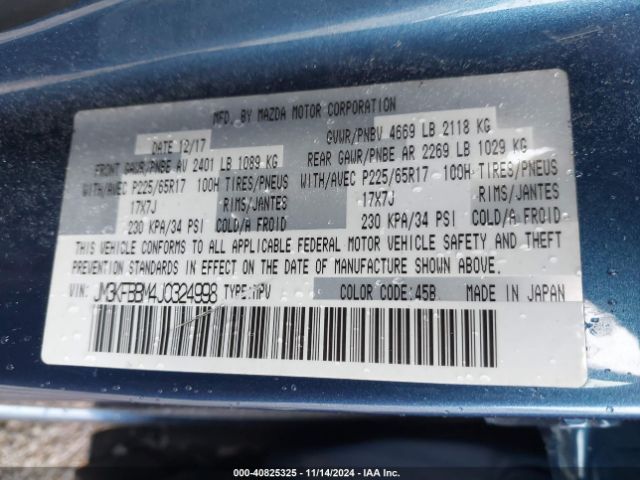 MFD. BY MAZDA MOTOR CORPORATION
DATE 12/17
GVWR/PNBV 4669 LB 2118 KG
FRONT GAWR/PNBE AV 2401 LB 1089 KG
REAR GAWR/PNBE AR 2269 LB 1029 KG
WITH/AVEC P225/65R17 100H TIRES/PNEUS
WITH/AVEC P225/65R17 100H TIRES/PNEUS
17X7J RIMS/JANTES
17X7J RIMS/JANTES
230 KPA/34 PSI COLD/A FROID
230 KPA/34 PSI COLD/A FROID
THIS VEHICLE CONFORMS TO ALL APPLICABLE FEDERAL MOTOR VEHICLE SAFETY AND THEFT
PREVENTION STANDARDS IN EFFECT ON THE DATE OF MANUFACTURE SHOWN ABOVE.
VIN: JM3KFBBM4J0324998 TYPE:MPV COLOR CODE:45B MADE IN JAPAN
000-40825325 - 11/14/2024 - IAA Inc.